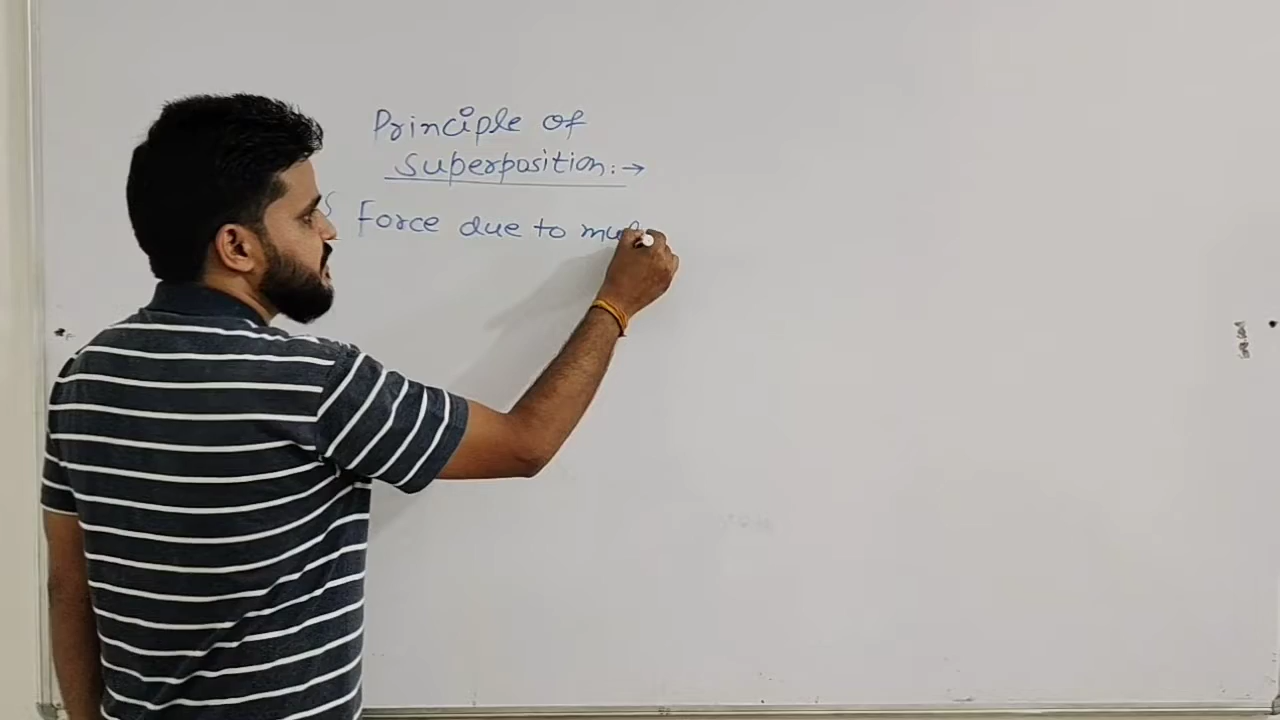 Principle of
superposition:→
Force due to